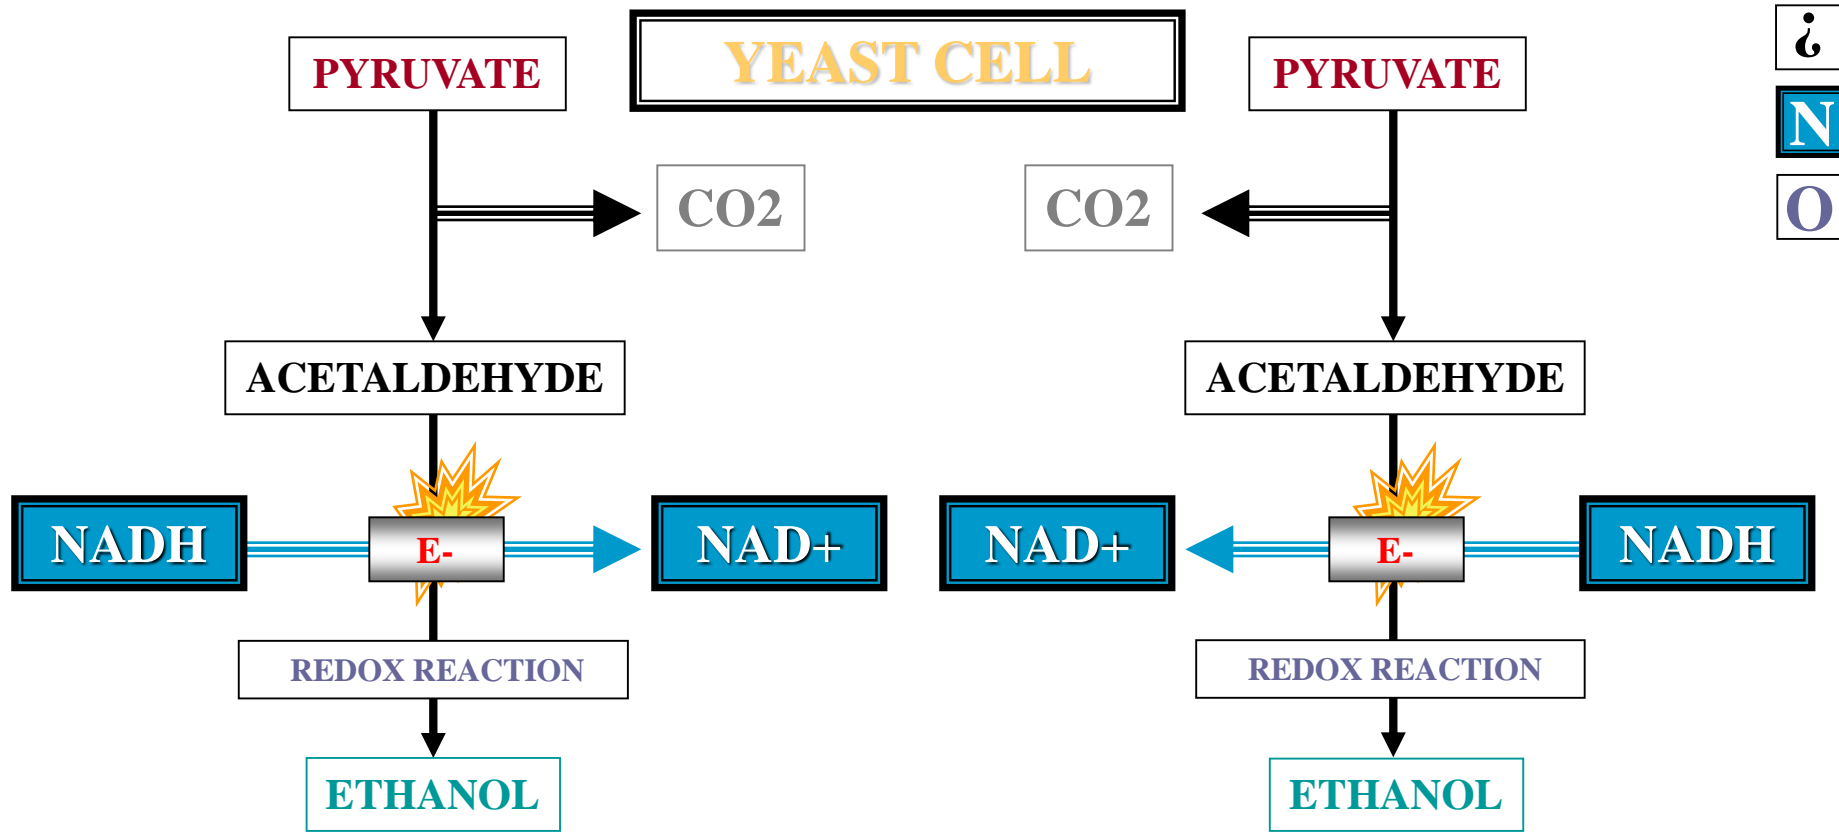 YEAST CELL
PYRUVATE
PYRUVATE
¿
N
O
CO2
CO2
ACETALDEHYDE
ACETALDEHYDE
NADH
E-
NAD+
NAD+
E-
NADH
REDOX REACTION
REDOX REACTION
ETHANOL
ETHANOL